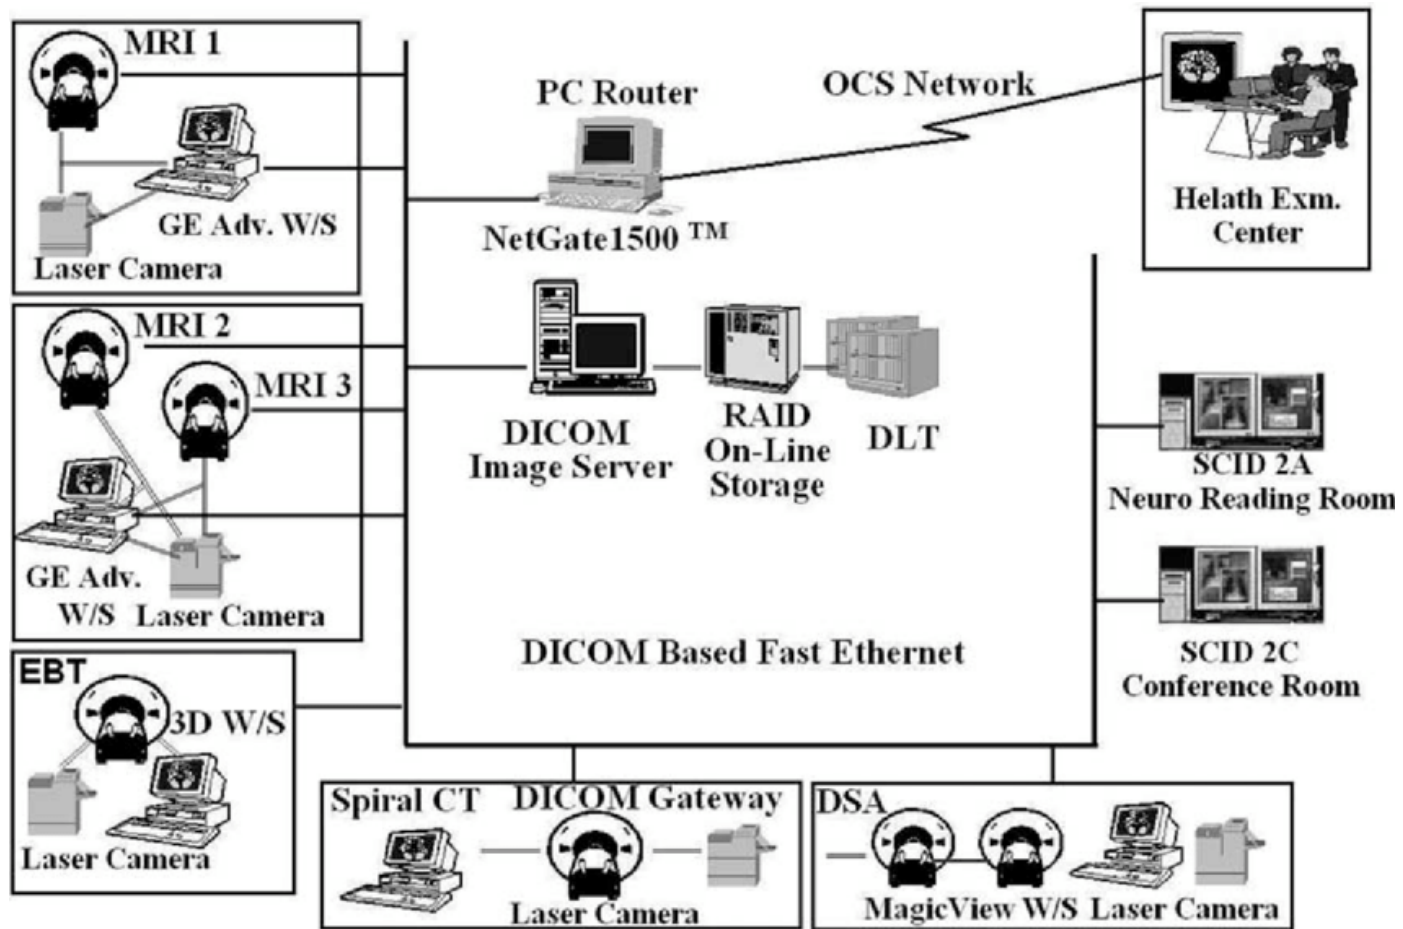 MRI 1
GE Adv. W/S
Laser Camera
MRI 2
MRI 3
GE Adv.
W/S Laser Camera
EBT
3D W/S
Laser Camera
PC Router
NetGate1500 TM
OCS Network
Helath Exm.
Center
DICOM
Image Server
RAID
On-Line
Storage
DLT
SCID 2A
Neuro Reading Room
SCID 2C
Conference Room
DICOM Based Fast Ethernet
Spiral CT
DICOM Gateway
Laser Camera
DSA
MagicView W/S Laser Camera